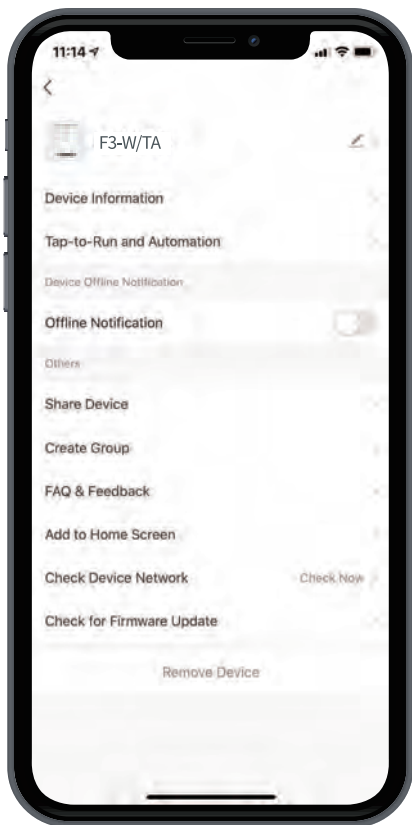 11:14
F3-W/TA
Device Information
Tap-to-Run and Automation
Device Offline Notification
Offline Notification
Others
Share Device
Create Group
FAQ & Feedback
Add to Home Screen
Check Device Network Check Now
Check for Firmware Update
Remove Device